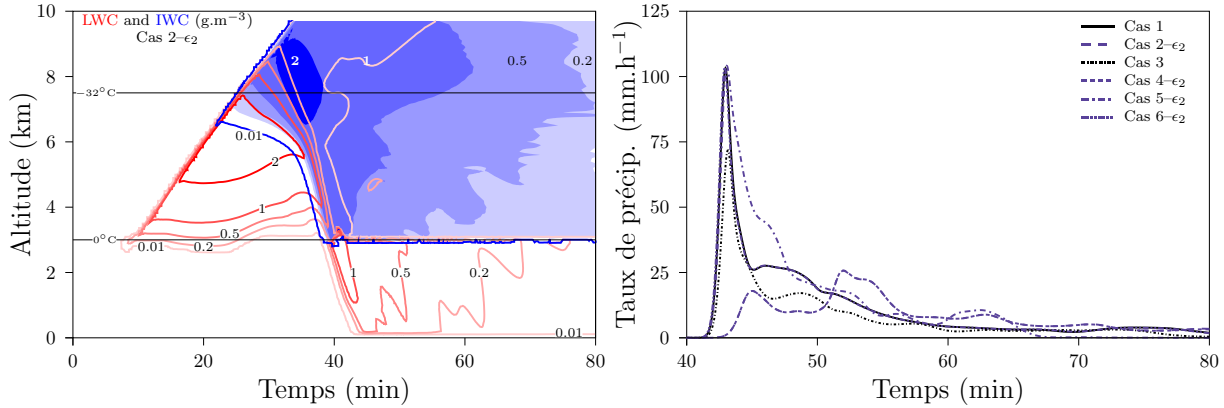 LWC and IWC (g.m−3)
Cas 2–ϵ2
10
8
6
4
2
0
Altitude (km)
−32°C
0°C
2
1
0.5
0.2
0.01
2
1
0.5
0.2
0.01
1
0.5
0.2
0.01
0
20
40
60
80
Temps (min)
125
100
75
50
25
0
Taux de précip. (mm.h−1)
Cas 1
Cas 2–ϵ2
Cas 3
Cas 4–ϵ2
Cas 5–ϵ2
Cas 6–ϵ2
40
50
60
70
80
Temps (min)